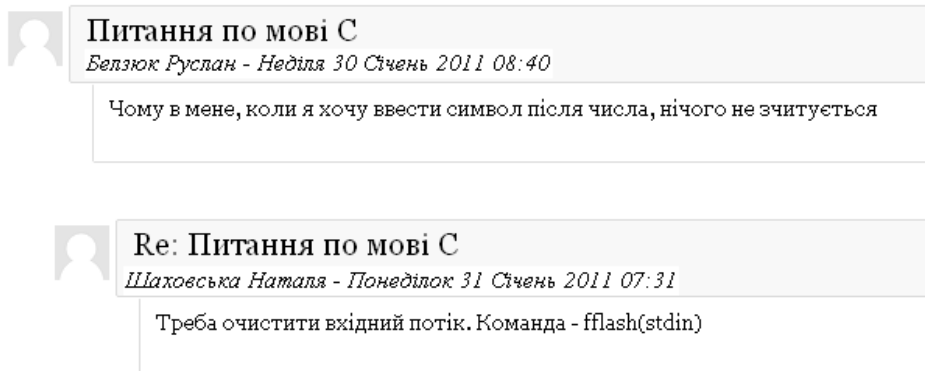 Питання по мові С
Белзюк Руслан - Неділя 30 Січень 2011 08:40
Чому в мене, коли я хочу ввести символ після числа, нічого не зчитується
Re: Питання по мові С
Шаховська Наталя - Понеділок 31 Січень 2011 07:31
Треба очистити вхідний потік. Команда - fflash(stdin)